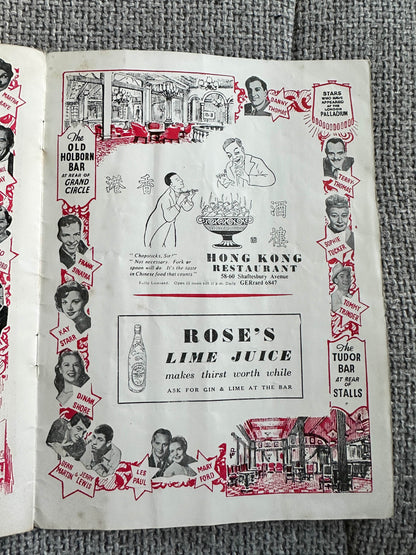 MARTHA
RAYE
The
OLD
HOLBORN
BAR
AT REAR OF
GRAND
CIRCLE
FRANK
SINATRA
KAY
STARR
DINAH
SHORE
DEAN
MARTIN
& JERRY
LEWIS
LES
PAUL
MARY
FORD
DANNY
THOMAS
STARS
WHO HAVE
APPEARED
AT THE
LONDON
PALLADIUM
TERRY
THOMAS
SOPHIE
TUCKER
TOMMY
TRINDER
The
TUDOR
BAR
AT REAR
OF
STALLS
港 香
酒
樓
"Chopsticks, Sir?"
"Not necessary. Fork or
spoon will do. It's the taste
in Chinese food that counts."
HONG KONG
RESTAURANT
58-60 Shaftesbury Avenue
Fully Licensed. Open 12 noon till 11 p.m. Daily GERrard 6847
ROSE'S
LIME JUICE
makes thirst worth while
ASK FOR GIN & LIME AT THE BAR